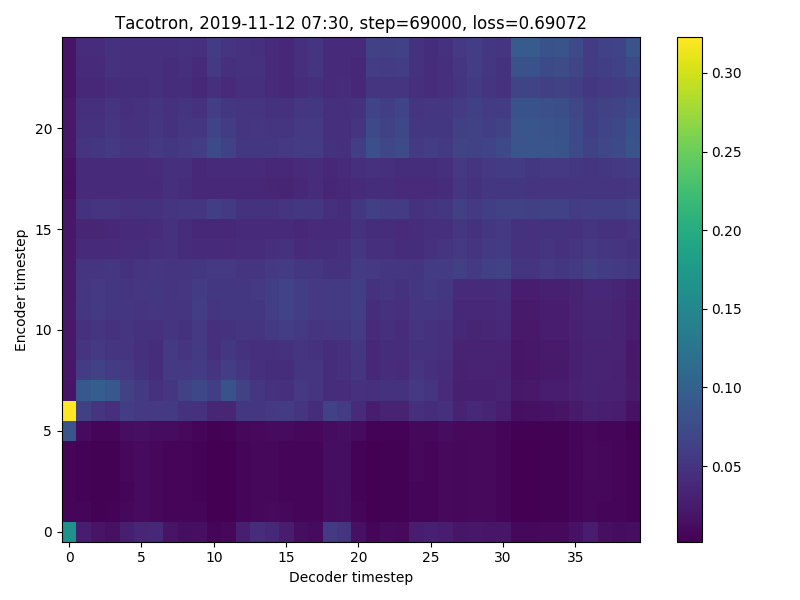 Tacotron, 2019-11-12 07:30, step=69000, loss=0.69072
Encoder timestep
20
15
10
5
0
0 5 10 15 20 25 30 35
Decoder timestep
0.30
0.25
0.20
0.15
0.10
0.05